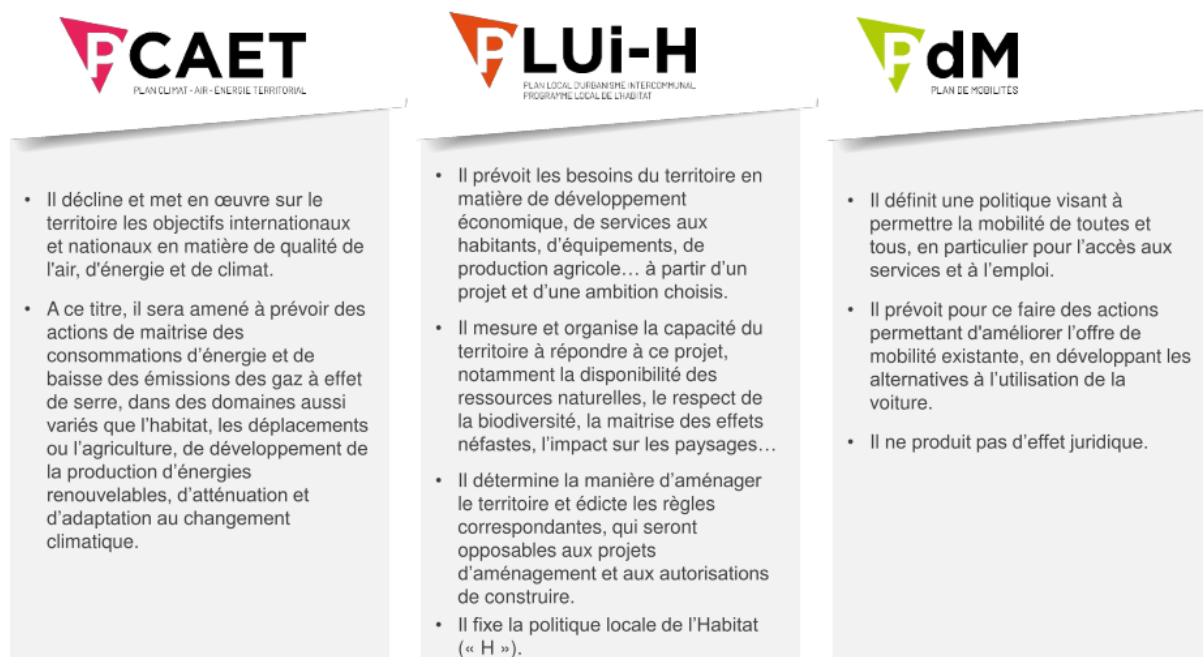 PCAET
PLAN CLIMAT - AIR - ENERGIE TERRITORIAL
• Il décline et met en œuvre sur le
territoire les objectifs internationaux
et nationaux en matière de qualité de
l'air, d'énergie et de climat.
• A ce titre, il sera amené à prévoir des
actions de maitrise des
consommations d'énergie et de
baisse des émissions des gaz à effet
de serre, dans des domaines aussi
variés que l'habitat, les déplacements
ou l'agriculture, de développement de
la production d'énergies
renouvelables, d'atténuation et
d'adaptation au changement
climatique.
PLUi-H
PLAN LOCAL D'URBANISME INTERCOMMUNAL
PROGRAMME LOCAL DE L'HABITAT
• Il prévoit les besoins du territoire en
matière de développement
économique, de services aux
habitants, d'équipements, de
production agricole… à partir d'un
projet et d'une ambition choisis.
• Il mesure et organise la capacité du
territoire à répondre à ce projet,
notamment la disponibilité des
ressources naturelles, le respect de
la biodiversité, la maitrise des effets
néfastes, l'impact sur les paysages…
• Il détermine la manière d'aménager
le territoire et édicte les règles
correspondantes, qui seront
opposables aux projets
d'aménagement et aux autorisations
de construire.
• Il fixe la politique locale de l'Habitat
(« H »).
PdM
PLAN DE MOBILITÉS
• Il définit une politique visant à
permettre la mobilité de toutes et
tous, en particulier pour l'accès aux
services et à l'emploi.
• Il prévoit pour ce faire des actions
permettant d'améliorer l'offre de
mobilité existante, en développant les
alternatives à l'utilisation de la
voiture.
• Il ne produit pas d'effet juridique.